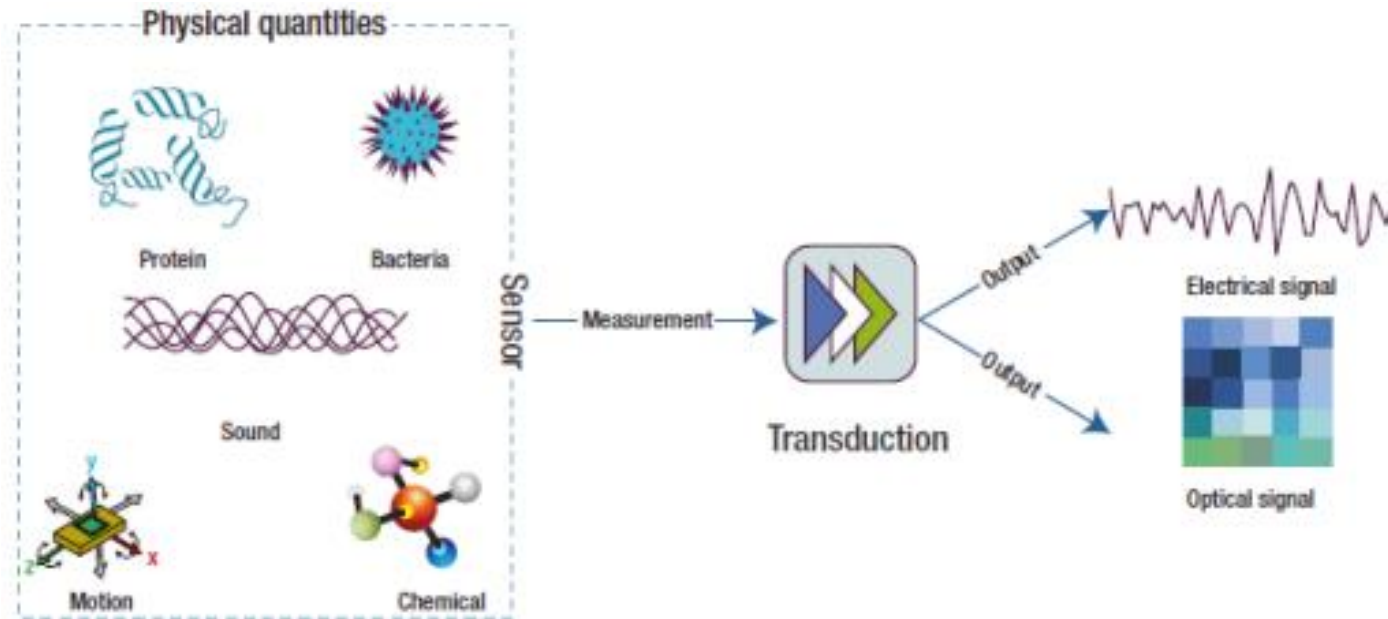 Physical quantities
Protein
Bacteria
Sound
Y
Z
X
Motion
Chemical
Sensor
Measurement
Transduction
Output
Output
Electrical signal
Optical signal